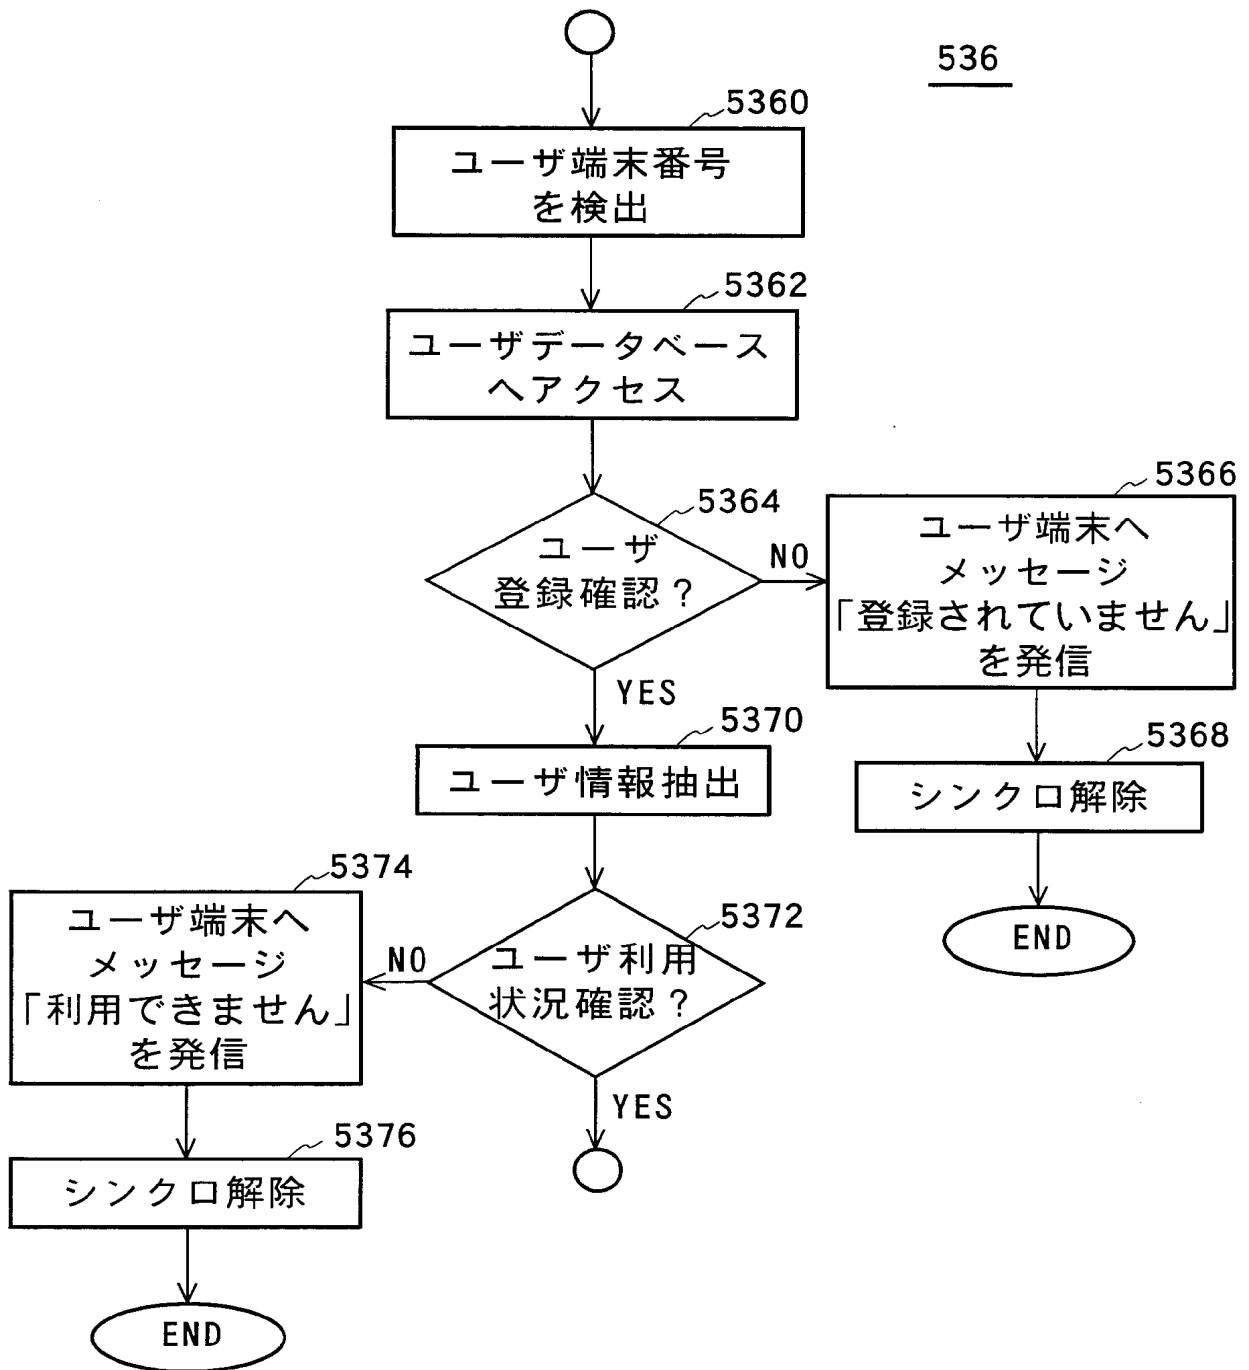 536
5360
ユーザ端末番号
を検出
5362
ユーザデータベース
へアクセス
5364
ユーザ
登録確認？
NO
5366
ユーザ端末へ
メッセージ
「登録されていません」
を発信
YES
5368
シンクロ解除
END
5370
ユーザ情報抽出
5372
ユーザ利用
状況確認？
NO
5374
ユーザ端末へ
メッセージ
「利用できません」
を発信
YES
5376
シンクロ解除
END